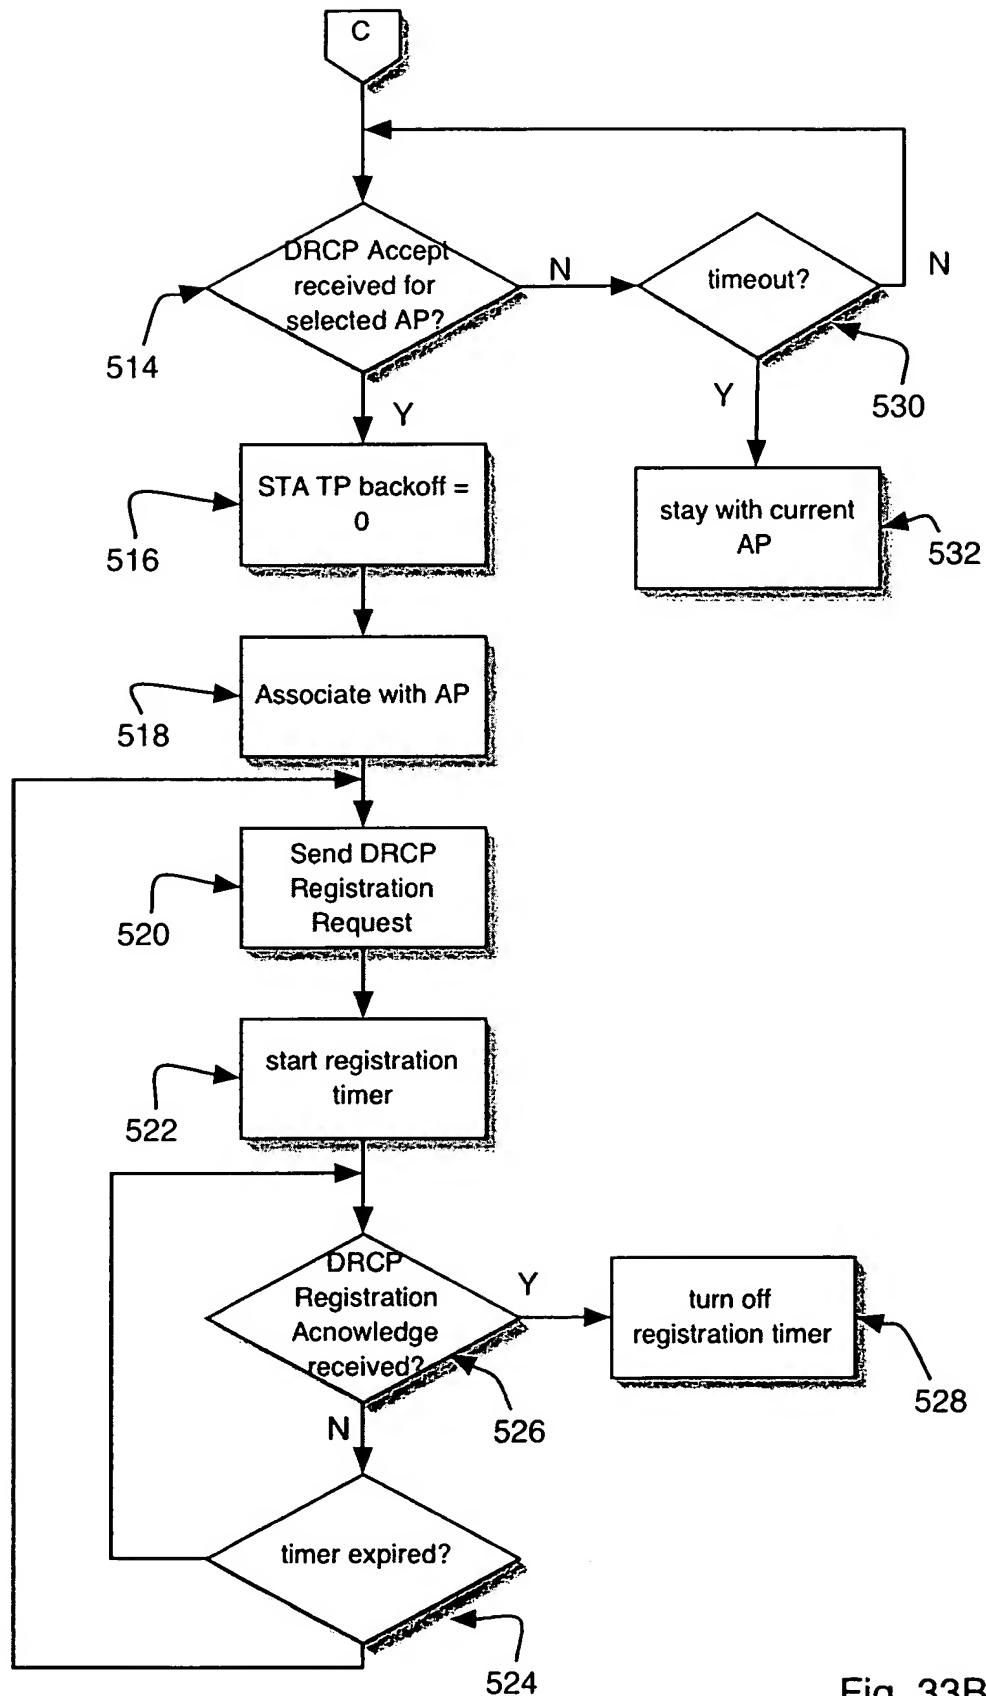 C
DRCP Accept
received for
selected AP?
N
timeout?
N
514
530
Y
Y
STA TP backoff =
0
stay with current
AP
516
532
Associate with AP
518
Send DRCP
Registration
Request
520
start registration
timer
522
DRCP
Registration
Acnowledge
received?
Y
turn off
registration timer
528
526
N
timer expired?
524
Fig. 33B